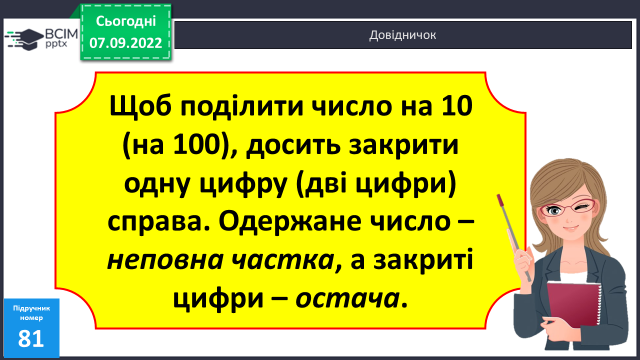 Сьогодні
07.09.2022
BCIM
pptx
Довідничок
Щоб поділити число на 10
(на 100), досить закрити
одну цифру (дві цифри)
справа. Одержане число –
неповна частка, а закриті
цифри – остача.
Підручник
номер
81